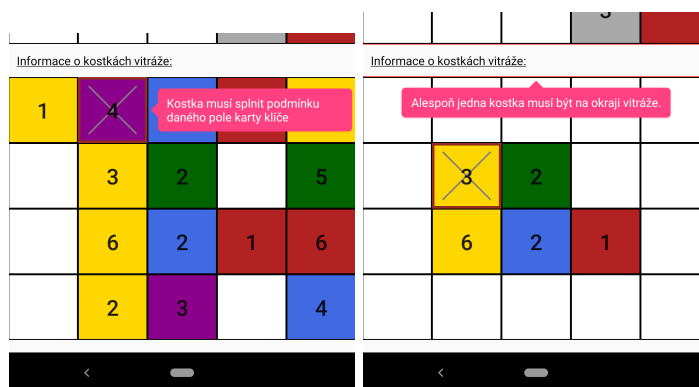 Informace o kostkách vitráže:
1 4
Kostka musí splnit podmínku
daného pole karty klíče
3 2 5
6 2 1 6
2 3 4
Informace o kostkách vitráže:
Alespoň jedna kostka musí být na okraji vitráže.
3 2
6 2 1